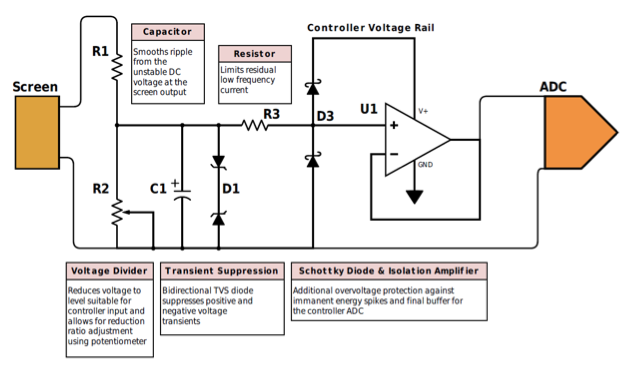 Controller Voltage Rail
Capacitor
Smooths ripple
from the
unstable DC
voltage at the
screen output
Resistor
Limits residual
low frequency
current
R1
Screen
ADC
R3
D3
U1
V+
+
−
GND
R2
C1
+
D1
Voltage Divider
Reduces voltage to
level suitable for
controller input and
allows for reduction
ratio adjustment
using potentiometer
Transient Suppression
Bidirectional TVS diode
suppresses positive and
negative voltage
transients
Schottky Diode & Isolation Amplifier
Additional overvoltage protection against
immanent energy spikes and final buffer for
the controller ADC